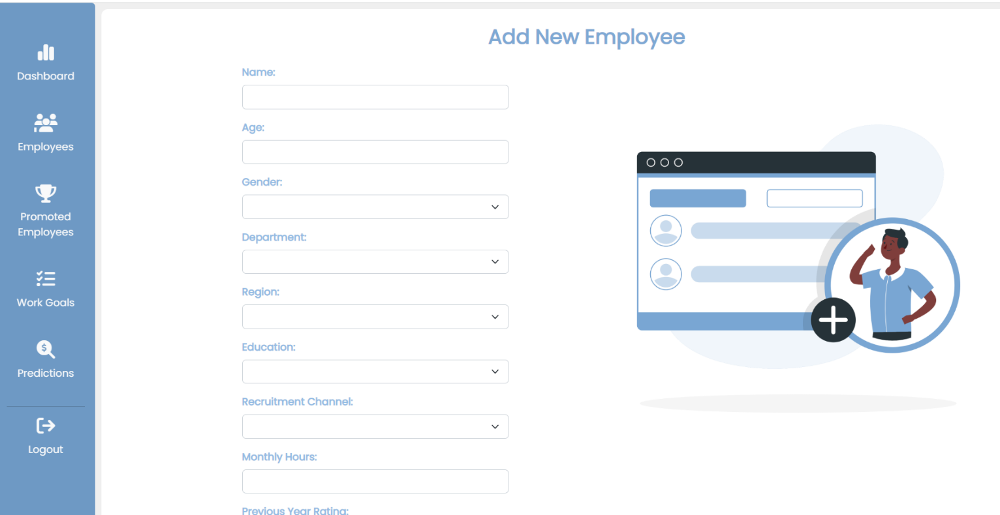 Dashboard
Employees
Promoted
Employees
Work Goals
Predictions
Logout
Add New Employee
Name:
Age:
Gender:
Department:
Region:
Education:
Recruitment Channel:
Monthly Hours:
Previous Year Rating: